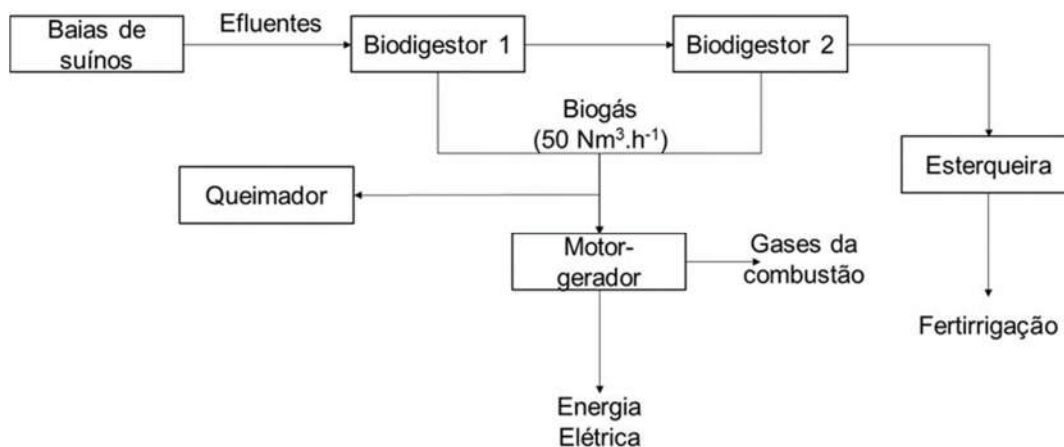 Baias de
suínos
Efluentes
Biodigestor 1
Biodigestor 2
Biogás
(50 Nm³.h⁻¹)
Esterqueira
Queimador
Motor-
gerador
Gases da
combustão
Fertirrigação
Energia
Elétrica